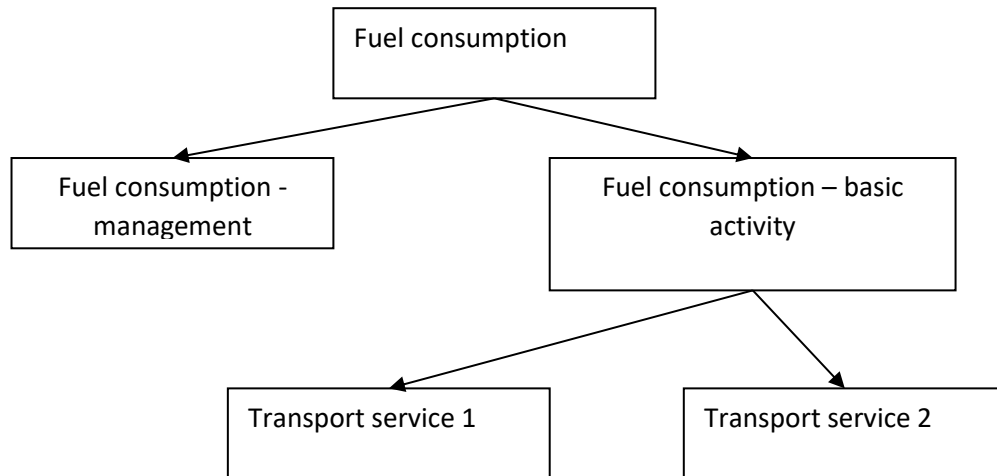 Fuel consumption
Fuel consumption -
management
Fuel consumption – basic
activity
Transport service 1
Transport service 2